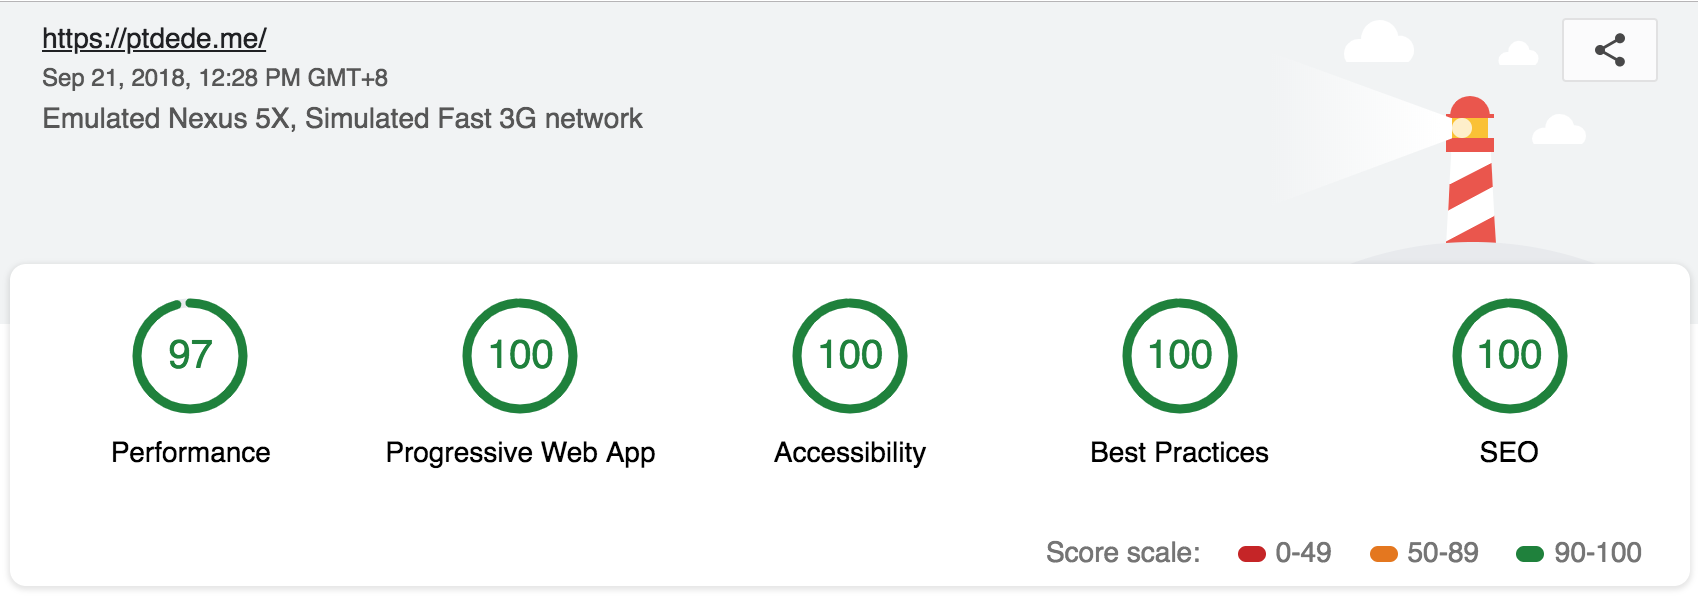 https://ptdede.me/
Sep 21, 2018, 12:28 PM GMT+8
Emulated Nexus 5X, Simulated Fast 3G network
97 100 100 100 100
Performance Progressive Web App Accessibility Best Practices SEO
Score scale: 0-49 50-89 90-100